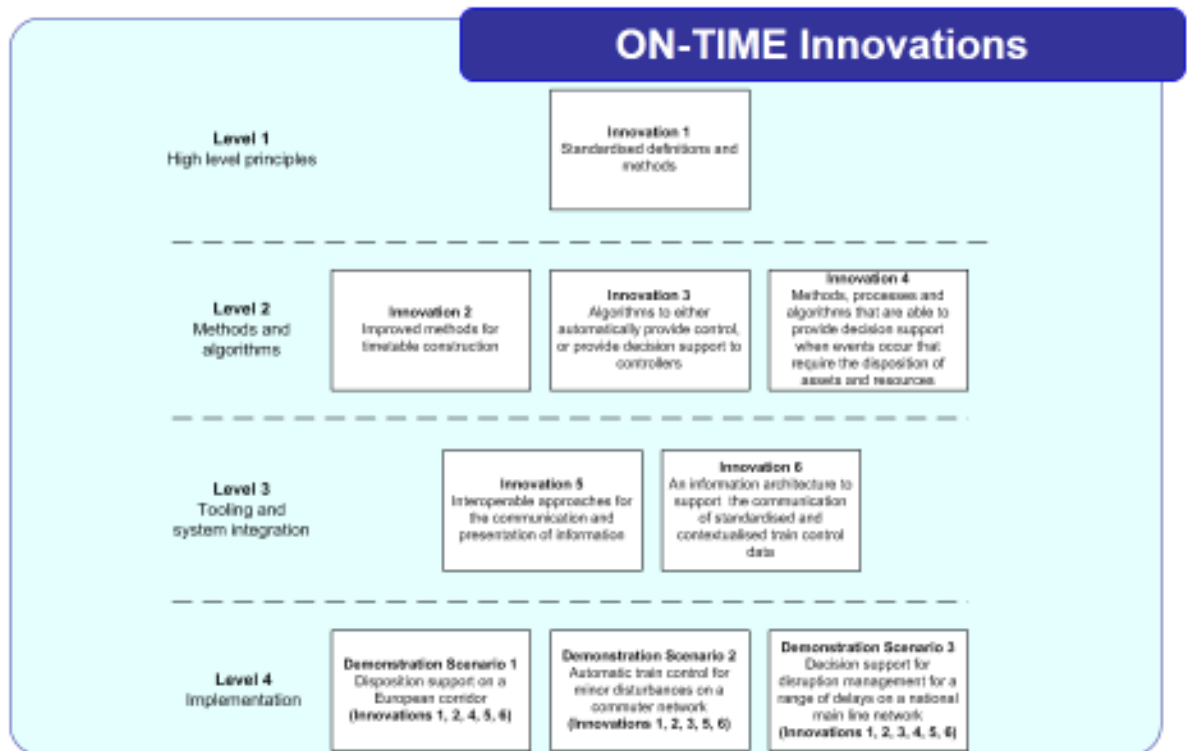 ON-TIME Innovations
Level 1
High level principles
Innovation 1
Standardised definitions and
methods
Level 2
Methods and
algorithms
Innovation 2
Improved methods for
timetable construction
Innovation 3
Algorithms to either
automatically provide control,
or provide decision support to
controllers
Innovation 4
Methods, processes and
algorithms that are able to
provide decision support
when events occur that
require the disposition of
assets and resources
Level 3
Tooling and
system integration
Innovation 5
Interoperable approaches for
the communication and
presentation of information
Innovation 6
An information architecture to
support the communication
of standardised and
contextualised train control
data
Level 4
Implementation
Demonstration Scenario 1
Disposition support on a
European corridor
(Innovations 1, 2, 4, 5, 6)
Demonstration Scenario 2
Automatic train control for
minor disturbances on a
commuter network
(Innovations 1, 2, 3, 5, 6)
Demonstration Scenario 3
Decision support for
disruption management for a
range of delays on a national
main line network
(Innovations 1, 2, 3, 4, 5, 6)